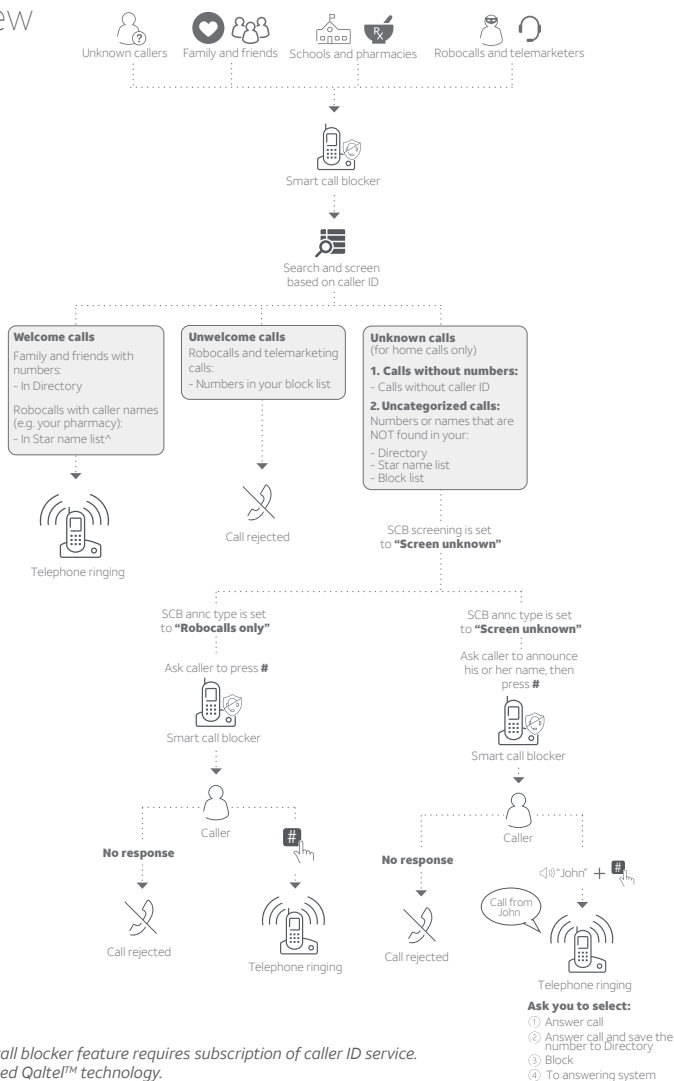 ew
Unknown callers
Family and friends
Schools and pharmacies
Robocalls and telemarketers
Smart call blocker
Search and screen
based on caller ID
Welcome calls
Family and friends with
numbers:
- In Directory
Robocalls with caller names
(e.g. your pharmacy):
- In Star name list^
Telephone ringing
Unwelcome calls
Robocalls and telemarketing
calls:
- Numbers in your block list
Call rejected
Unknown calls
(for home calls only)
1. Calls without numbers:
- Calls without caller ID
2. Uncategorized calls:
Numbers or names that are
NOT found in your:
- Directory
- Star name list
- Block list
SCB screening is set
to "Screen unknown"
SCB annc type is set
to "Robocalls only"
Ask caller to press #
Smart call blocker
Caller
No response
#
Call rejected
Telephone ringing
SCB annc type is set
to "Screen unknown"
Ask caller to announce
his or her name, then
press #
Smart call blocker
Caller
No response
"John" + #
Call rejected
Call from
John
Telephone ringing
Ask you to select:
1 Answer call
2 Answer call and save the
number to Directory
3 Block
4 To answering system
all blocker feature requires subscription of caller ID service.
ed Qaltel™ technology.